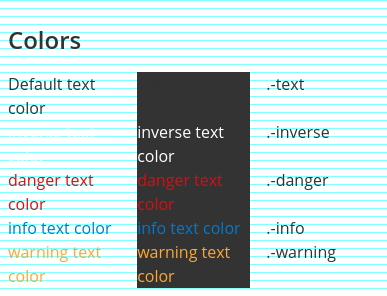 Colors
Default text
color
.-text
inverse text
color
.-inverse
danger text
color
danger text
color
.-danger
info text color
info text color
.-info
warning text
color
warning text
color
.-warning